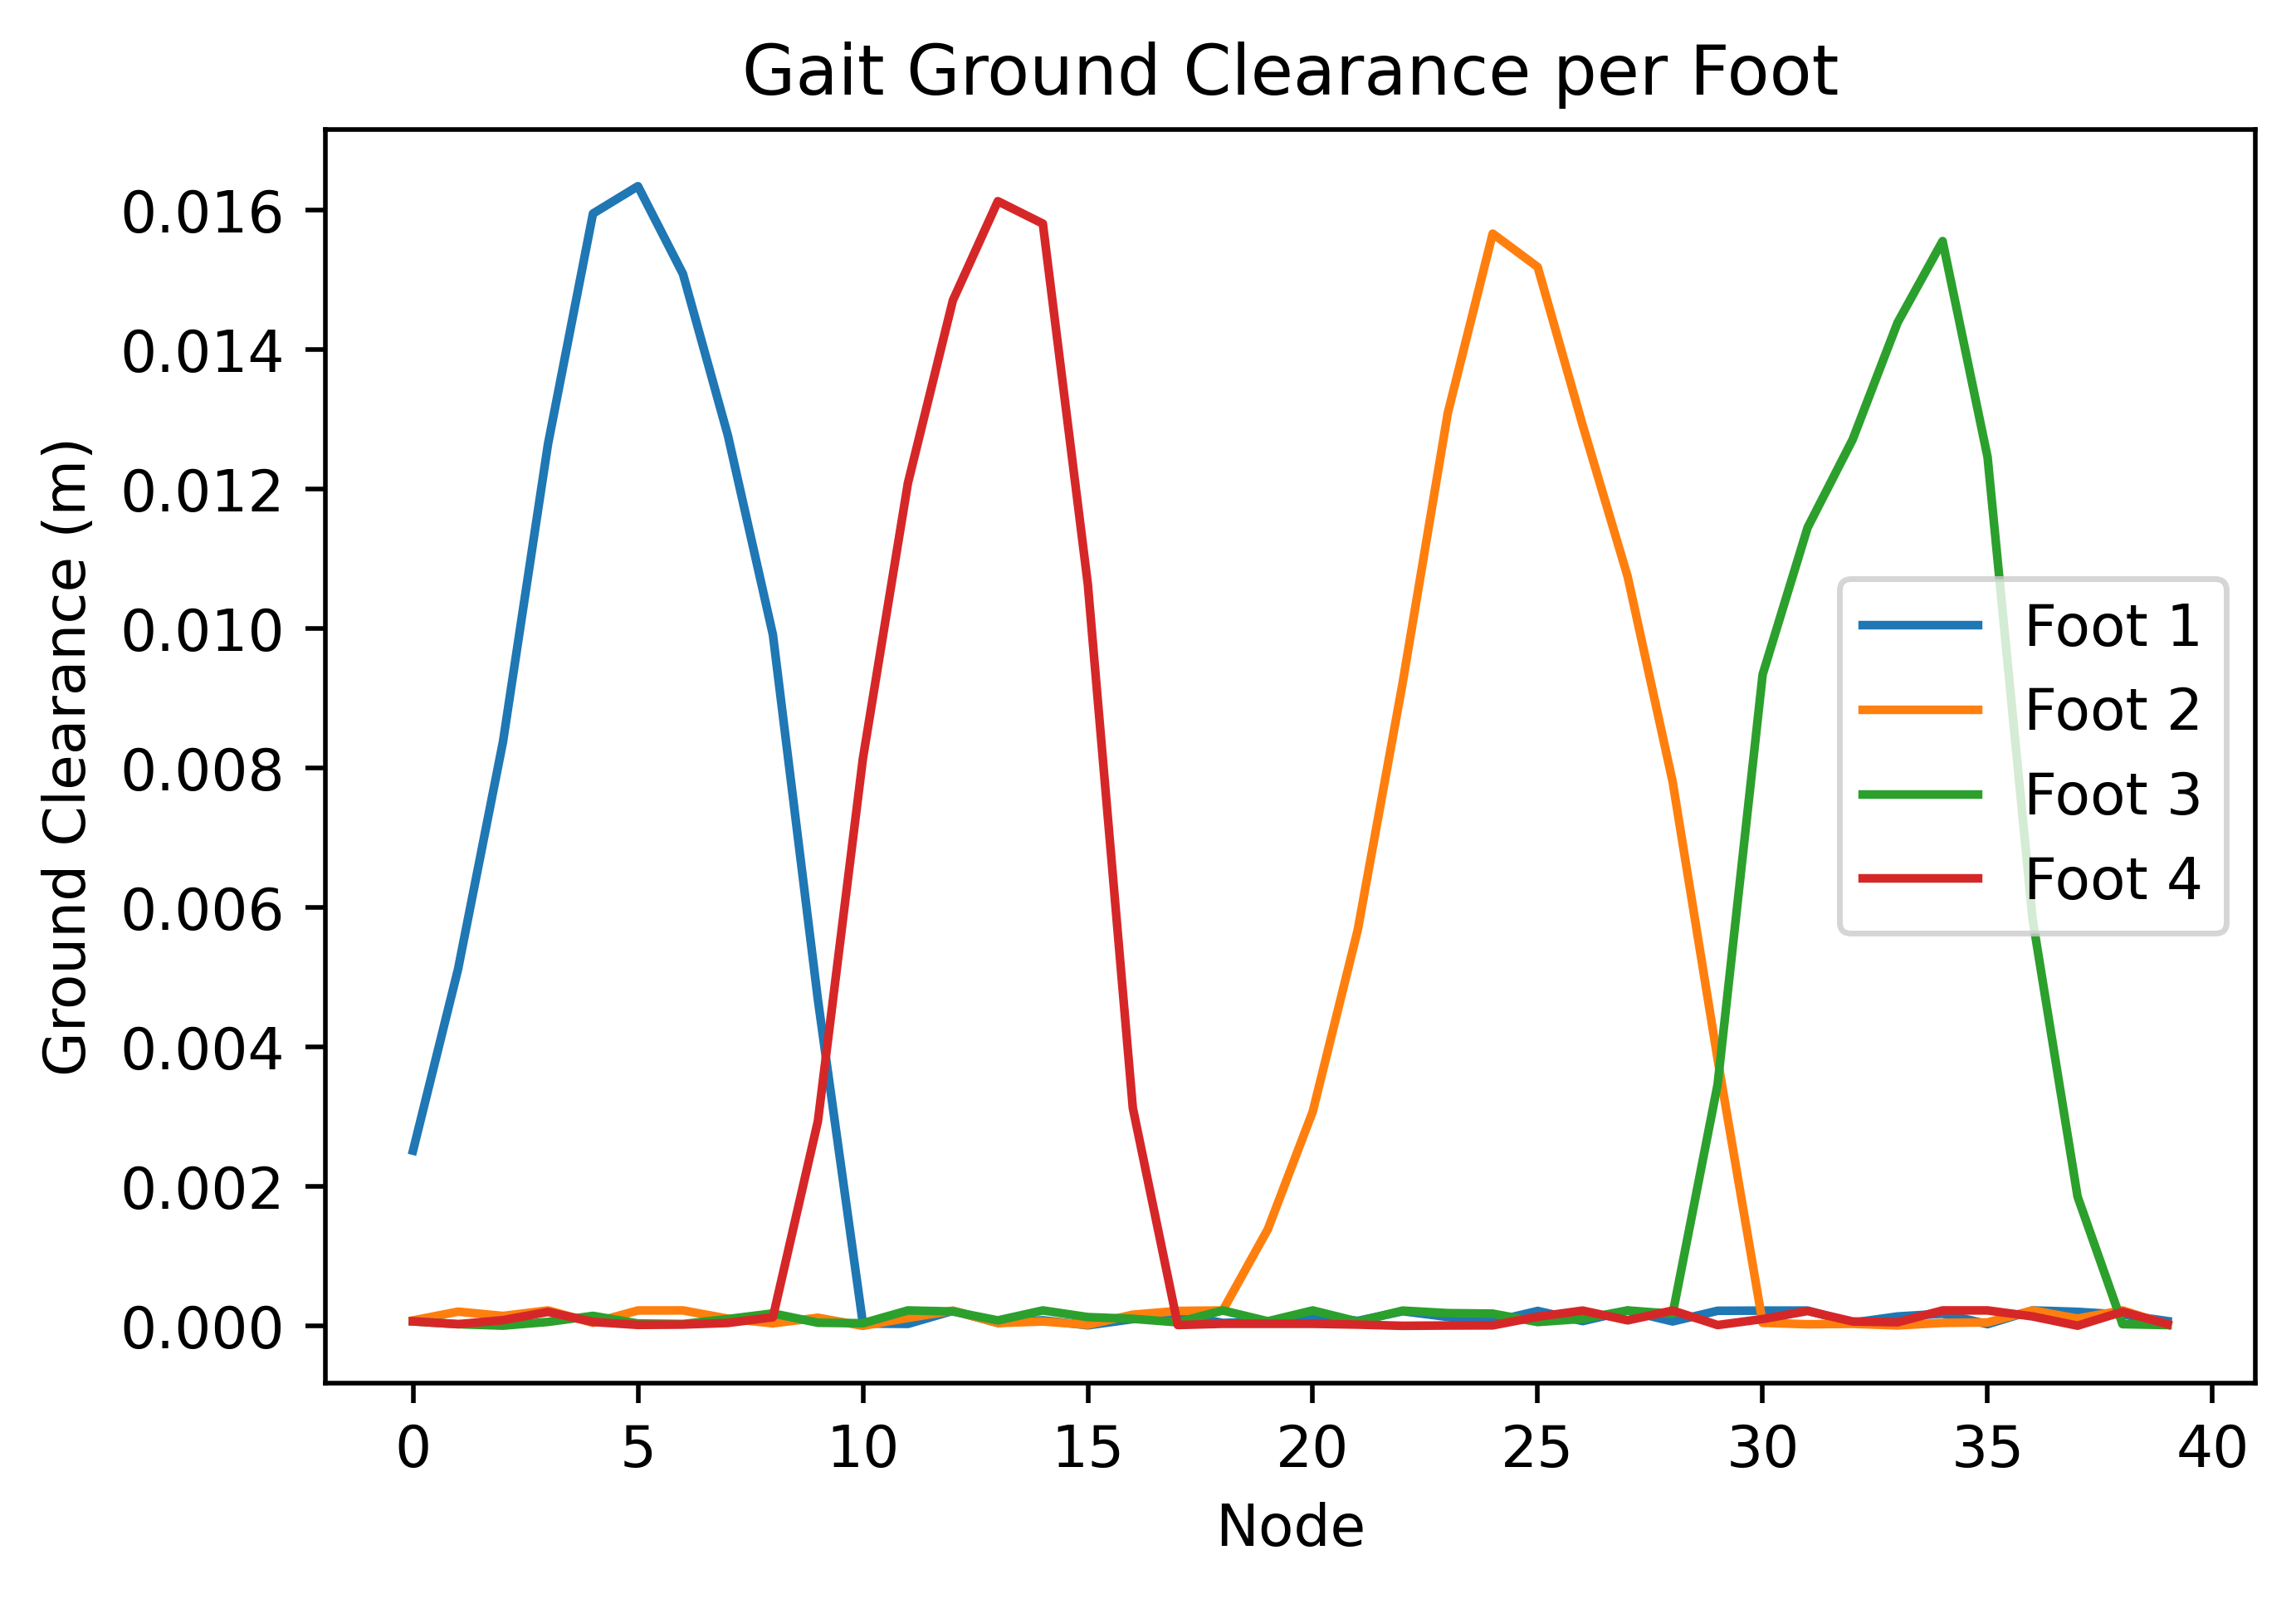 Gait Ground Clearance per Foot
Ground Clearance (m)
0.016
0.014
0.012
0.010
0.008
0.006
0.004
0.002
0.000
Foot 1
Foot 2
Foot 3
Foot 4
0 5 10 15 20 25 30 35 40
Node